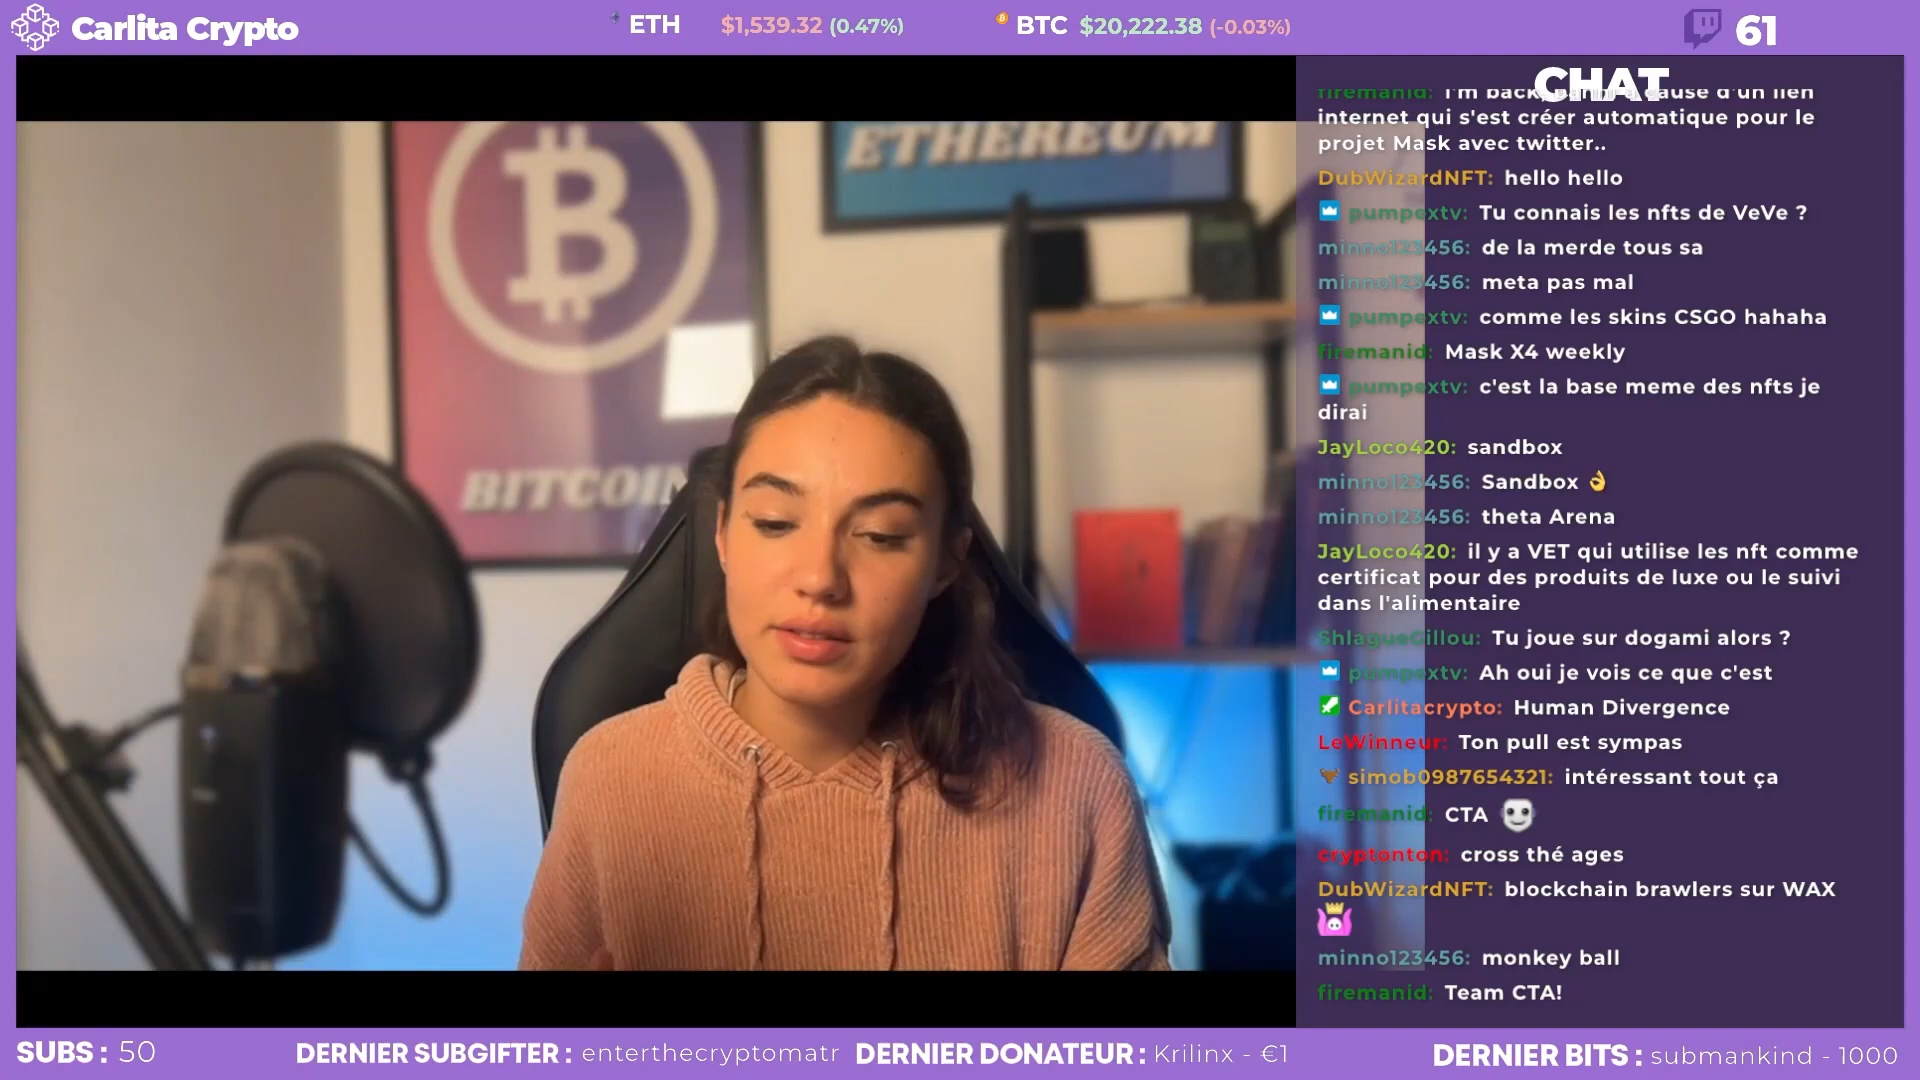 Carlita Crypto
ETH $1,539.32 (0.47%)
BTC $20,222.38 (-0.03%)
61
ETHEREUM
BITCOIN
CHAT
firemanid: i'm back, banni a cause d'un lien
internet qui s'est créer automatique pour le
projet Mask avec twitter..
DubWizardNFT: hello hello
pumpextv: Tu connais les nfts de VeVe ?
minno123456: de la merde tous sa
minno123456: meta pas mal
pumpextv: comme les skins CSGO hahaha
firemanid: Mask X4 weekly
pumpextv: c'est la base meme des nfts je
dirai
JayLoco420: sandbox
minno123456: Sandbox 👌
minno123456: theta Arena
JayLoco420: il y a VET qui utilise les nft comme
certificat pour des produits de luxe ou le suivi
dans l'alimentaire
ShlagueGillou: Tu joue sur dogami alors ?
pumpextv: Ah oui je vois ce que c'est
Carlitacrypto: Human Divergence
LeWinneur: Ton pull est sympas
simob0987654321: intéressant tout ça
firemanid: CTA
cryptonton: cross thé ages
DubWizardNFT: blockchain brawlers sur WAX
minno123456: monkey ball
firemanid: Team CTA!
SUBS : 50
DERNIER SUBGIFTER : enterthecryptomatr
DERNIER DONATEUR : Krilinx - €1
DERNIER BITS : submankind - 1000